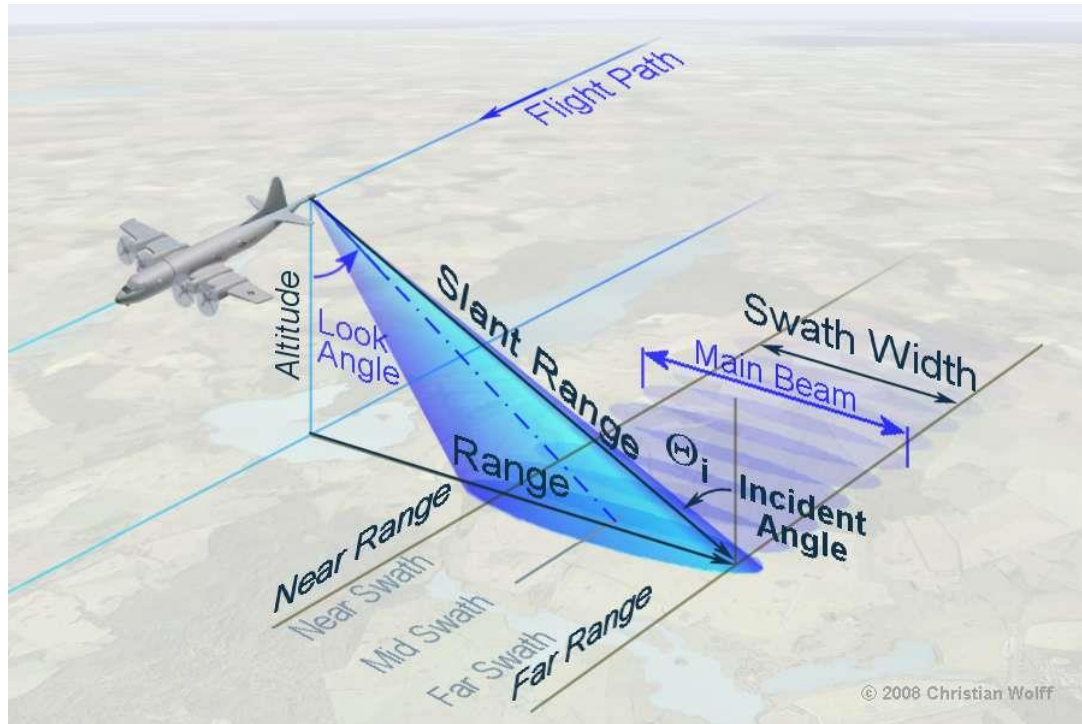 Flight Path
Altitude
Look
Angle
Slant Range
Swath Width
Main Beam
Range
Θi
Incident
Angle
Near Range
Near Swath
Mid Swath
Far Swath
Far Range
© 2008 Christian Wolff